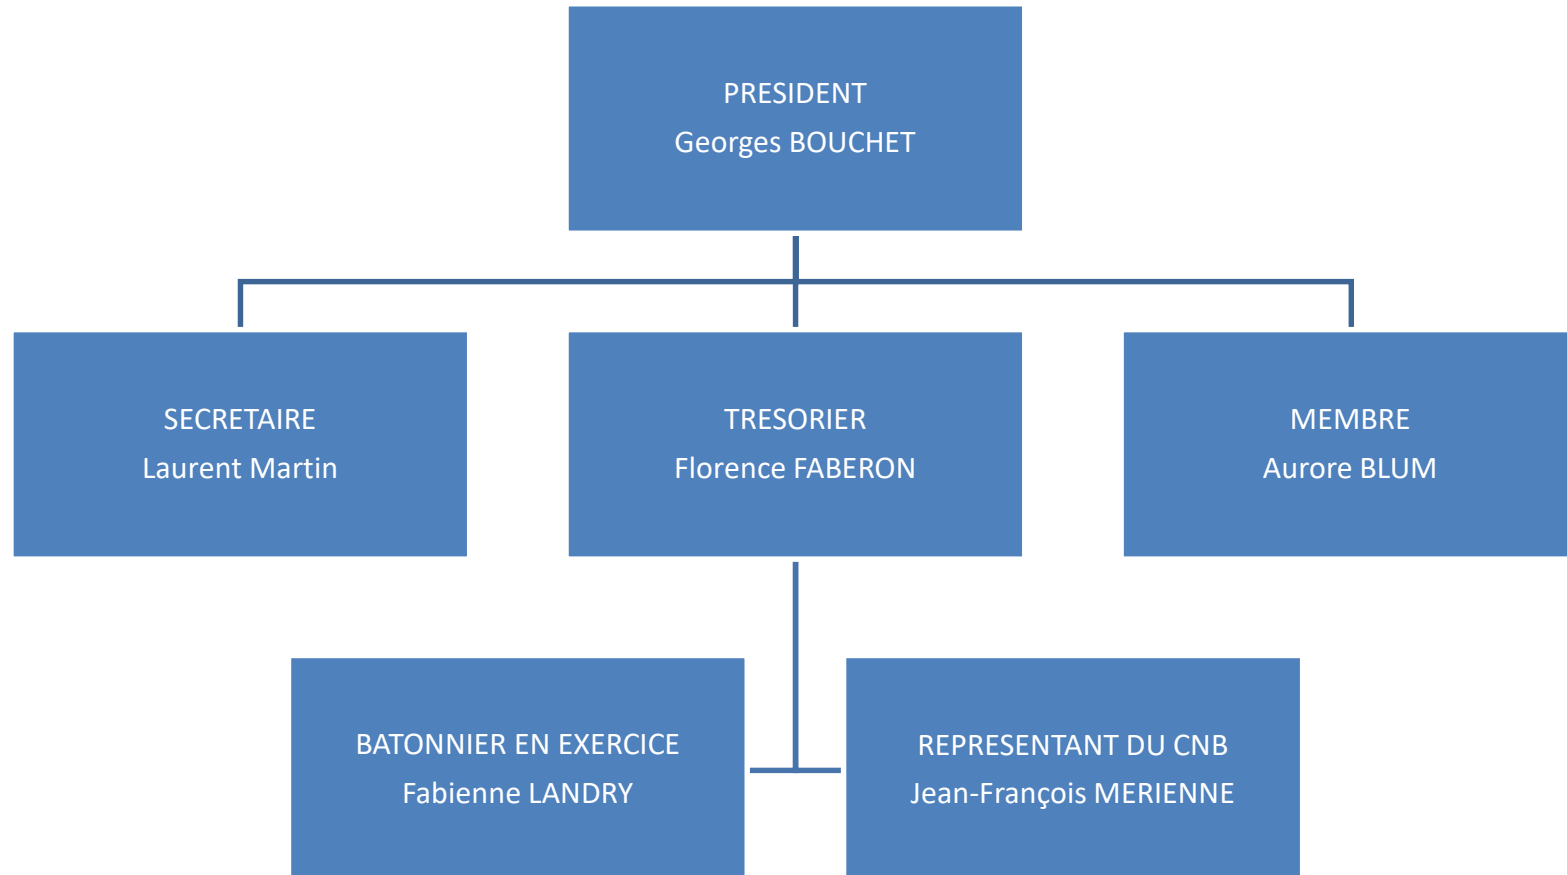 PRESIDENT
Georges BOUCHET
SECRETAIRE
Laurent Martin
TRESORIER
Florence FABERON
MEMBRE
Aurore BLUM
BATONNIER EN EXERCICE
Fabienne LANDRY
REPRESENTANT DU CNB
Jean-François MERIENNE